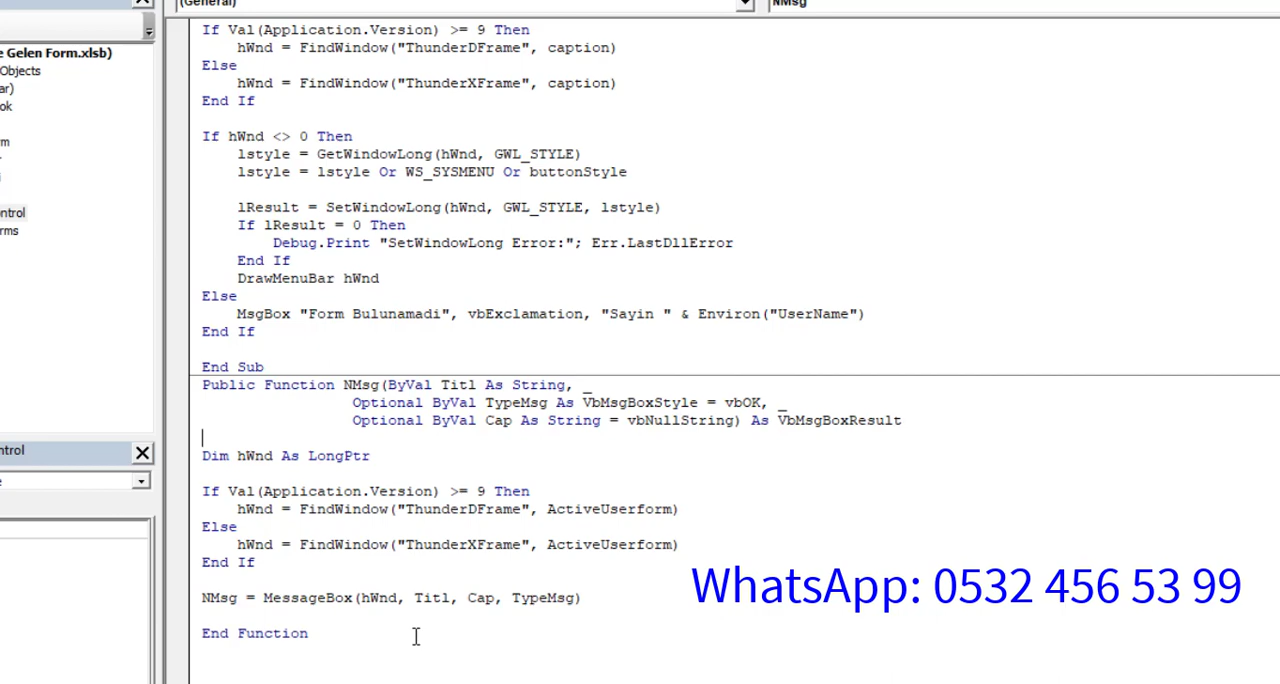 (General)
NMsg
e Gelen Form.xlsb)
Objects
ar)
ok
rm
ntrol
rms
ntrol
If Val(Application.Version) >= 9 Then
hWnd = FindWindow("ThunderDFrame", caption)
Else
hWnd = FindWindow("ThunderXFrame", caption)
End If
If hWnd <> 0 Then
lstyle = GetWindowLong(hWnd, GWL_STYLE)
lstyle = lstyle Or WS_SYSMENU Or buttonStyle
lResult = SetWindowLong(hWnd, GWL_STYLE, lstyle)
If lResult = 0 Then
Debug.Print "SetWindowLong Error:"; Err.LastDllError
End If
DrawMenuBar hWnd
Else
MsgBox "Form Bulunamadi", vbExclamation, "Sayin " & Environ("UserName")
End If
End Sub
Public Function NMsg(ByVal Titl As String, _
Optional ByVal TypeMsg As VbMsgBoxStyle = vbOK, _
Optional ByVal Cap As String = vbNullString) As VbMsgBoxResult
Dim hWnd As LongPtr
If Val(Application.Version) >= 9 Then
hWnd = FindWindow("ThunderDFrame", ActiveUserform)
Else
hWnd = FindWindow("ThunderXFrame", ActiveUserform)
End If
NMsg = MessageBox(hWnd, Titl, Cap, TypeMsg)
End Function
WhatsApp: 0532 456 53 99